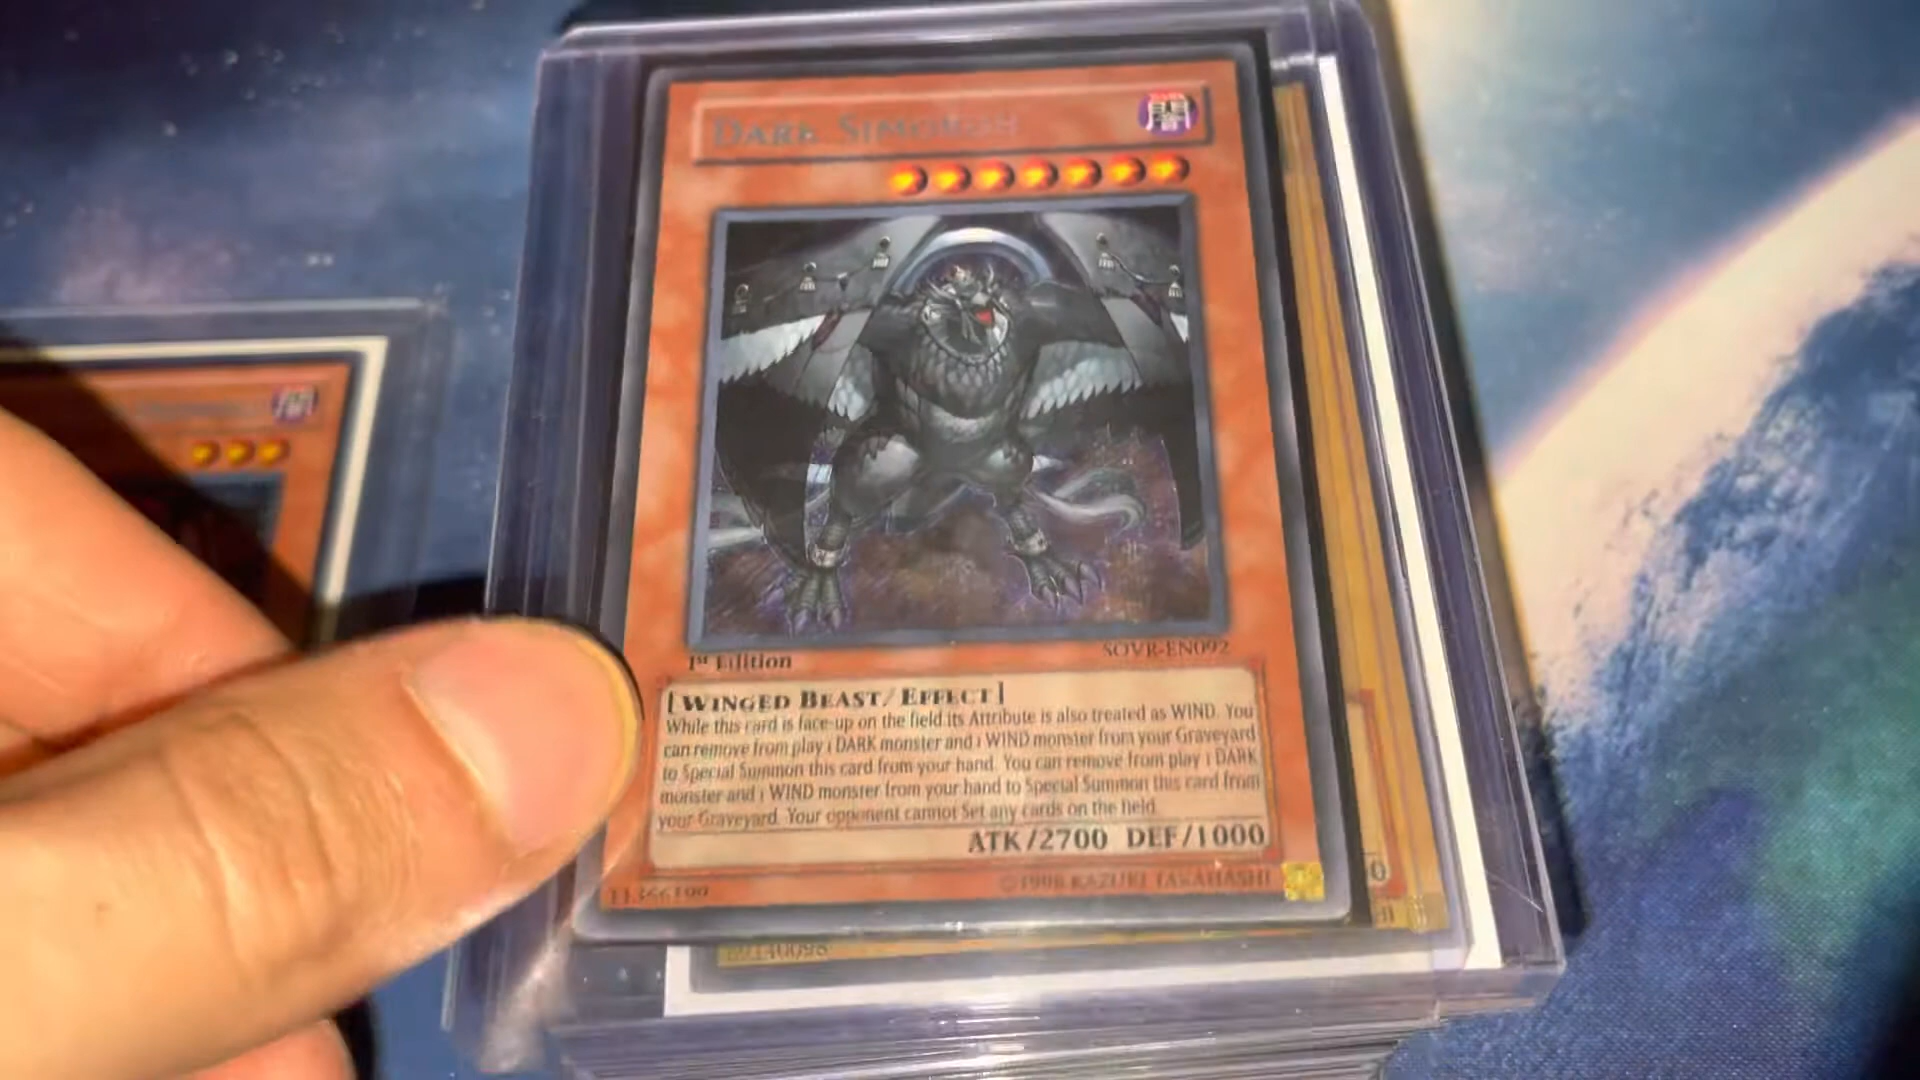 DARK SIMORGH
1st Edition
SOVR-EN092
[WINGED BEAST/EFFECT]
While this card is face-up on the field its Attribute is also treated as WIND. You
can remove from play 1 DARK monster and 1 WIND monster from your Graveyard
to Special Summon this card from your hand. You can remove from play 1 DARK
monster and 1 WIND monster from your hand to Special Summon this card from
your Graveyard. Your opponent cannot Set any cards on the field.
ATK/2700 DEF/1000
©1996 KAZUKI TAKAHASHI